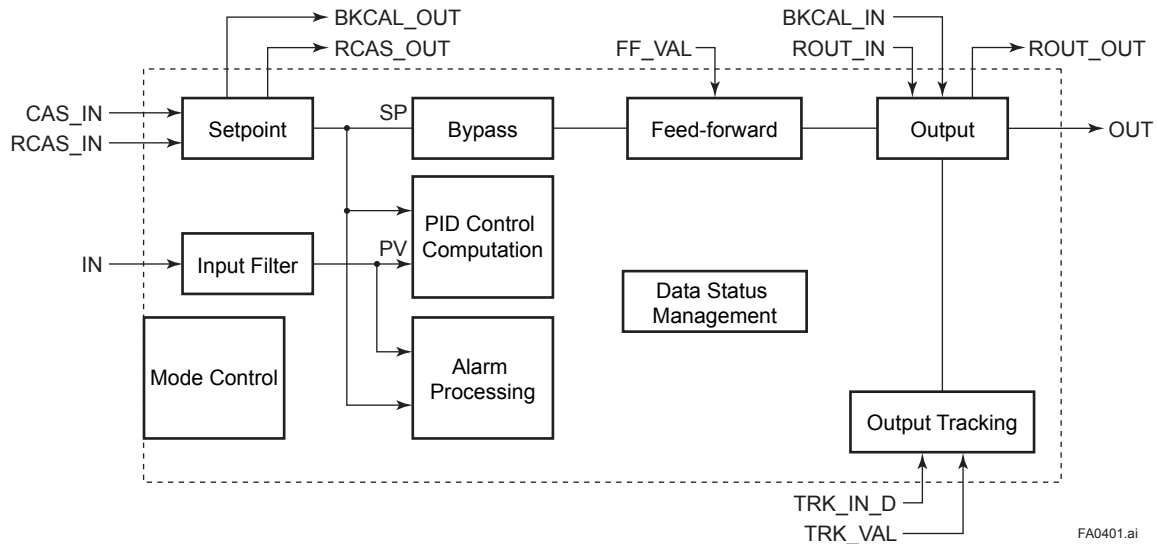 BKCAL_OUT
BKCAL_IN
RCAS_OUT
FF_VAL
ROUT_IN
ROUT_OUT
CAS_IN
RCAS_IN
Setpoint
SP
Bypass
Feed-forward
Output
OUT
IN
Input Filter
PV
PID Control
Computation
Data Status
Management
Mode Control
Alarm
Processing
Output Tracking
TRK_IN_D
TRK_VAL
FA0401.ai